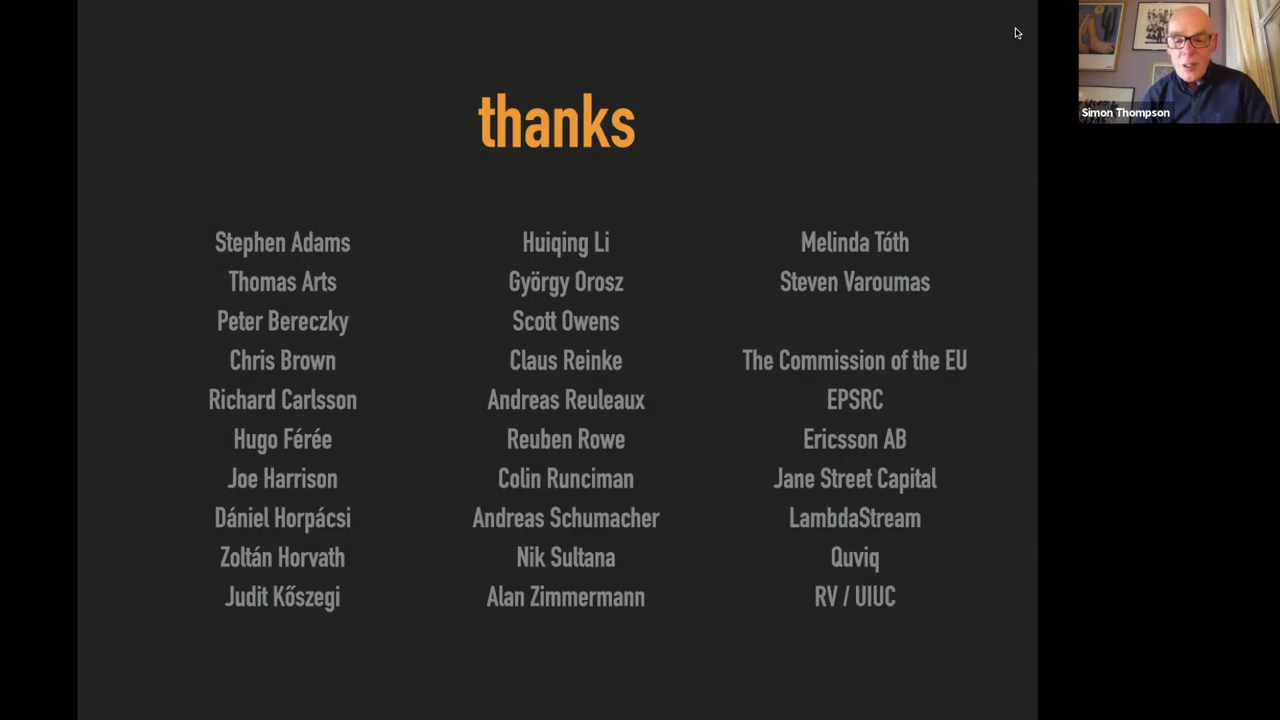 thanks
Stephen Adams
Thomas Arts
Peter Bereczky
Chris Brown
Richard Carlsson
Hugo Férée
Joe Harrison
Dániel Horpácsi
Zoltán Horvath
Judit Kőszegi
Huiqing Li
György Orosz
Scott Owens
Claus Reinke
Andreas Reuleaux
Reuben Rowe
Colin Runciman
Andreas Schumacher
Nik Sultana
Alan Zimmermann
Melinda Tóth
Steven Varoumas
The Commission of the EU
EPSRC
Ericsson AB
Jane Street Capital
LambdaStream
Quviq
RV / UIUC
Simon Thompson